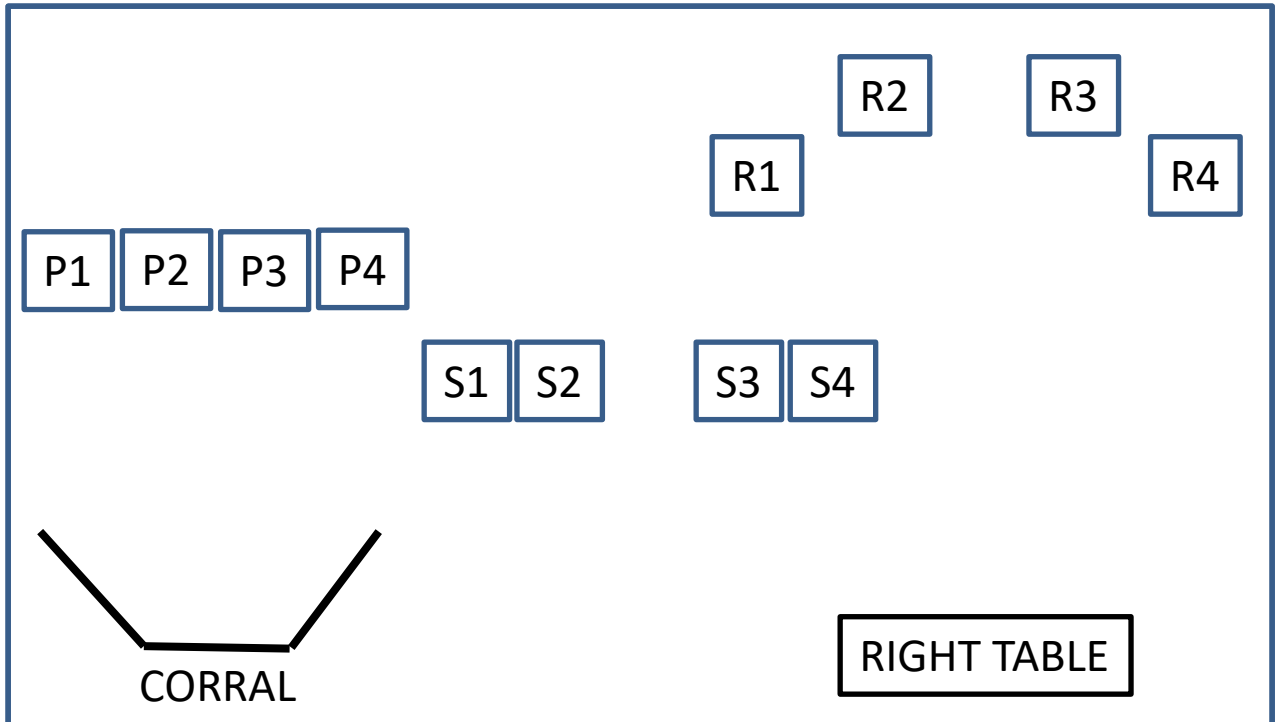 R2 R3
R1 R4
P1 P2 P3 P4
S1 S2 S3 S4
RIGHT TABLE
CORRAL